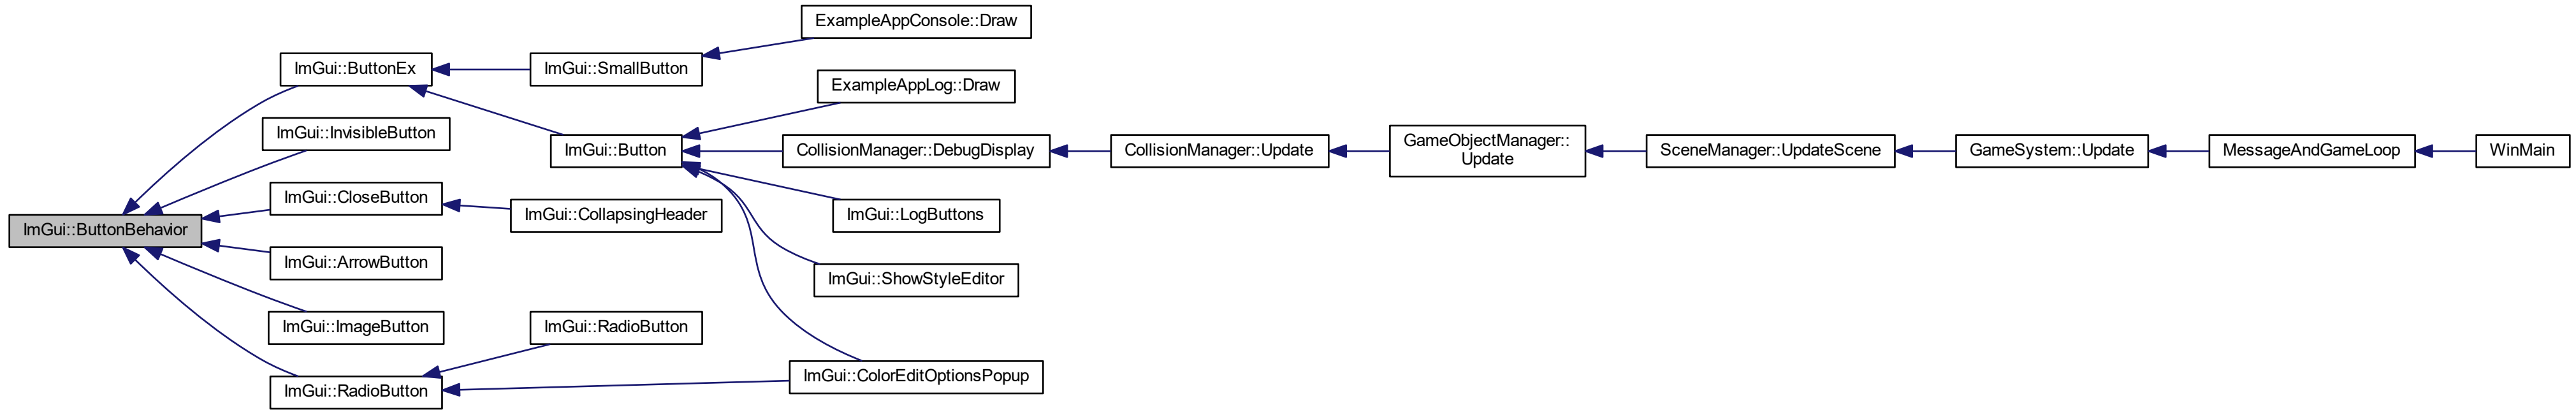 ExampleAppConsole::Draw
ImGui::ButtonEx
ImGui::SmallButton
ExampleAppLog::Draw
ImGui::InvisibleButton
ImGui::Button
CollisionManager::DebugDisplay
CollisionManager::Update
GameObjectManager::
Update
SceneManager::UpdateScene
GameSystem::Update
MessageAndGameLoop
WinMain
ImGui::CloseButton
ImGui::CollapsingHeader
ImGui::LogButtons
ImGui::ButtonBehavior
ImGui::ArrowButton
ImGui::ShowStyleEditor
ImGui::ImageButton
ImGui::RadioButton
ImGui::ColorEditOptionsPopup
ImGui::RadioButton